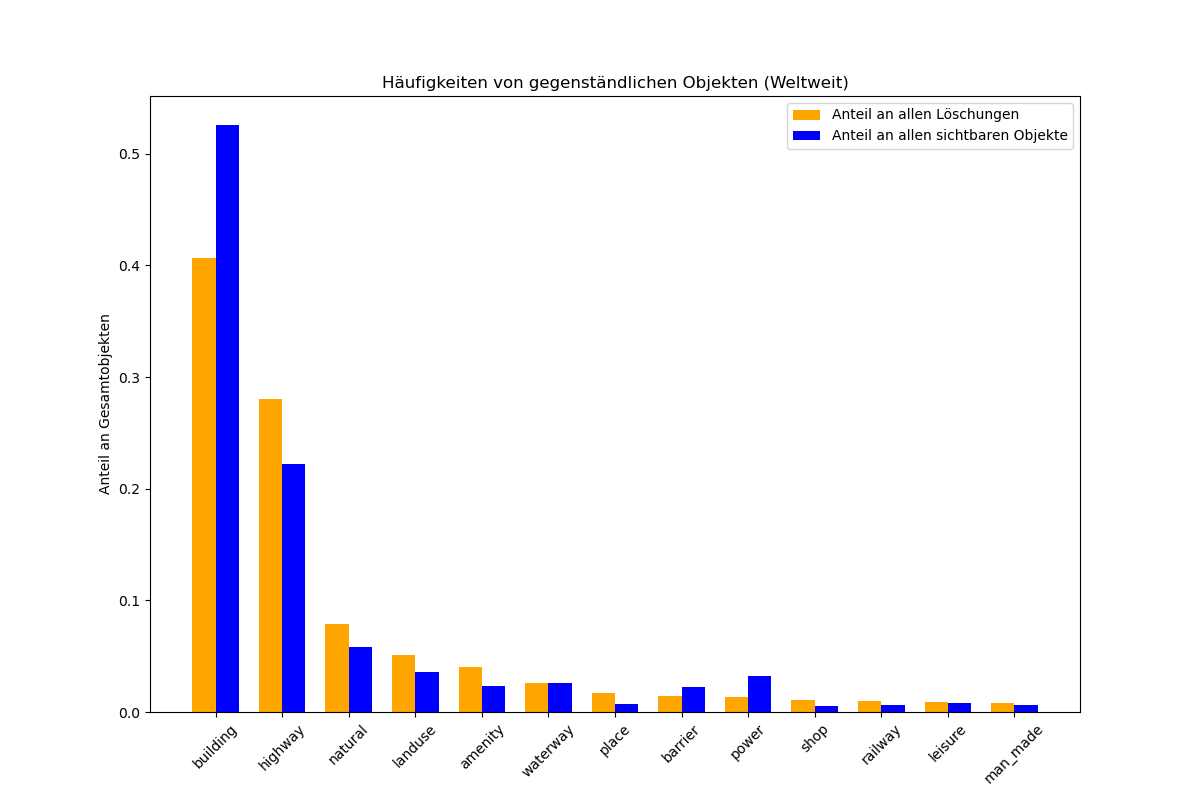 Häufigkeiten von gegenständlichen Objekten (Weltweit)
Anteil an allen Löschungen
Anteil an allen sichtbaren Objekte
Anteil an Gesamtobjekten
0.5
0.4
0.3
0.2
0.1
0.0
building
highway
natural
landuse
amenity
waterway
place
barrier
power
shop
railway
leisure
man_made